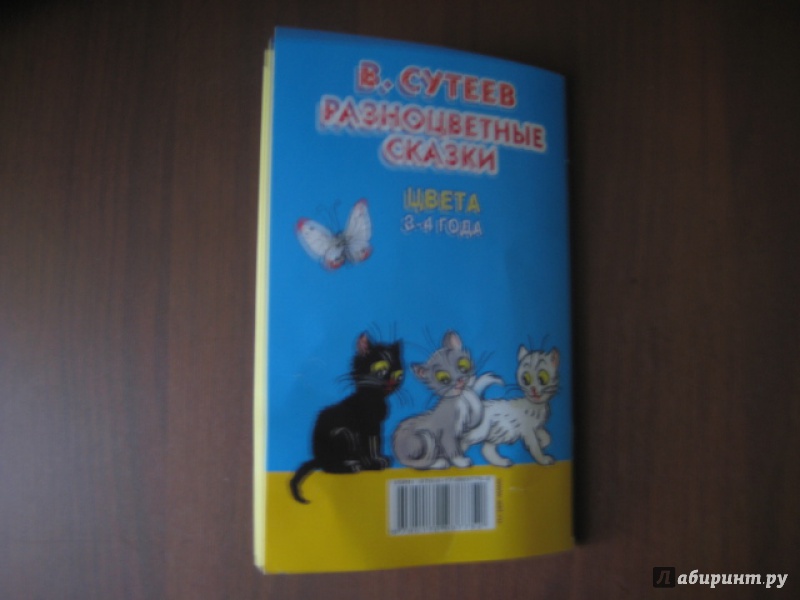 В. СУТЕЕВ
РАЗНОЦВЕТНЫЕ
СКАЗКИ
ЦВЕТА
3-4 ГОДА
Лабиринт.ру